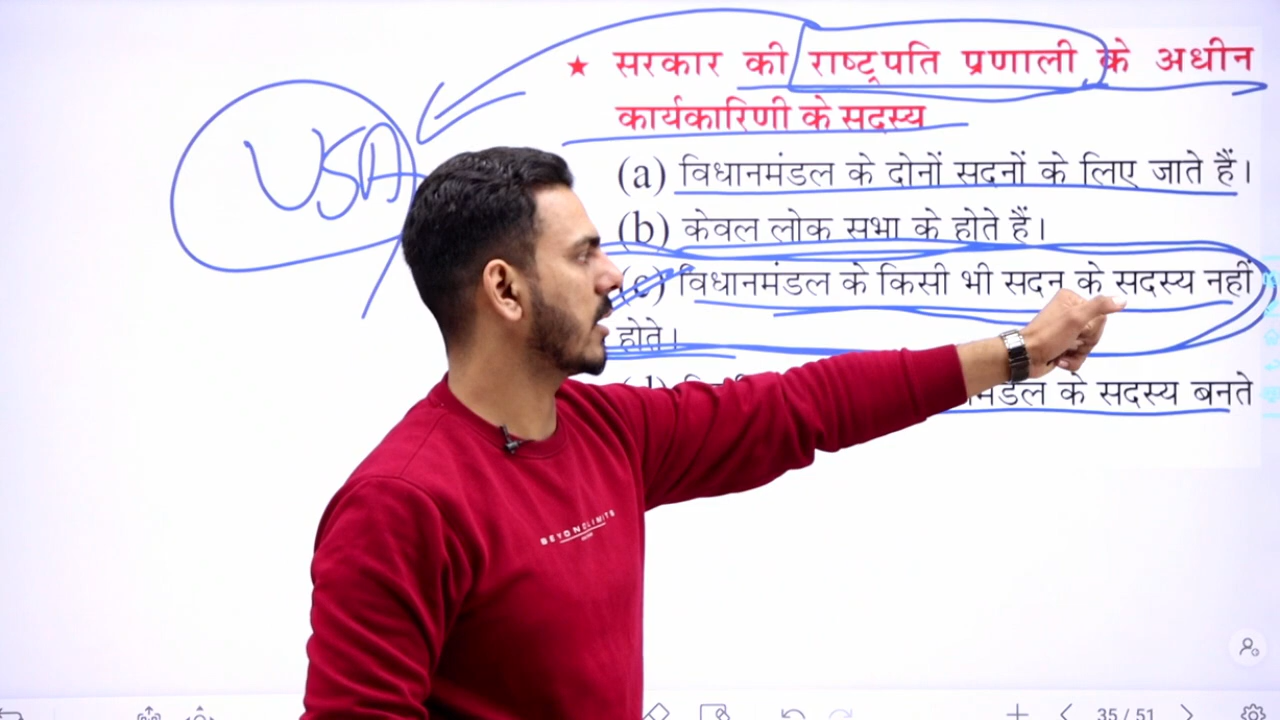 ★ सरकार की राष्ट्रपति प्रणाली के अधीन
कार्यकारिणी के सदस्य
USA
(a) विधानमंडल के दोनों सदनों के लिए जाते हैं।
(b) केवल लोक सभा के होते हैं।
(c) विधानमंडल के किसी भी सदन के सदस्य नहीं
होते।
के सदस्य बनते
BEYONDLIMITS
35/51